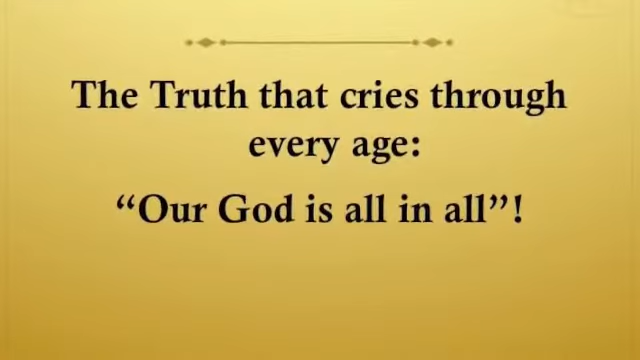 The Truth that cries through
every age:
“Our God is all in all”!